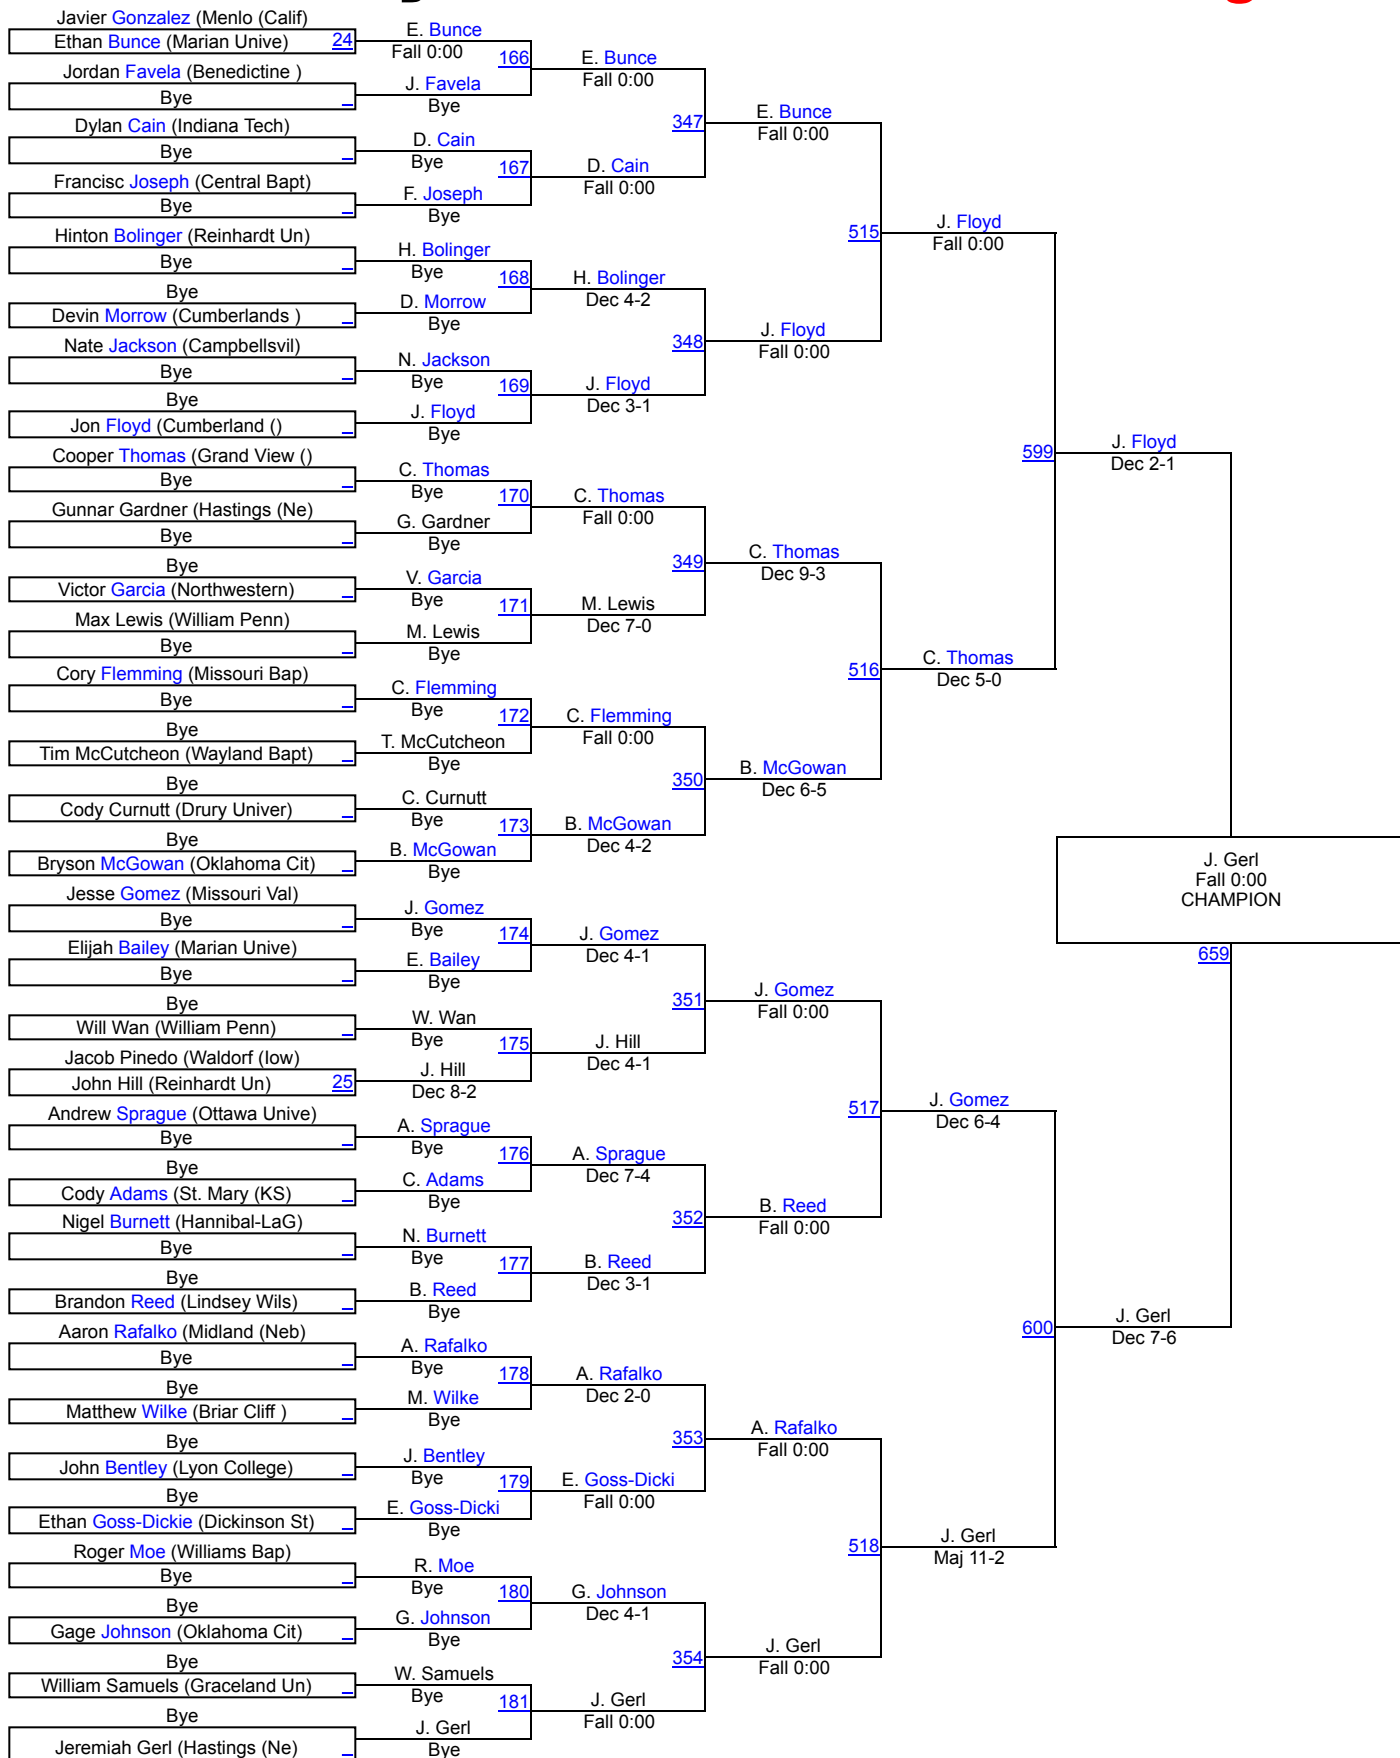 Javier Gonzalez (Menlo (Calif)
Ethan Bunce (Marian Unive) 24
Jordan Favela (Benedictine )
Bye _
Dylan Cain (Indiana Tech)
Bye _
Francisc Joseph (Central Bapt)
Bye _
Hinton Bolinger (Reinhardt Un)
Bye _
Bye
Devin Morrow (Cumberlands ) _
Nate Jackson (Campbellsvil)
Bye _
Bye
Jon Floyd (Cumberland () _
Cooper Thomas (Grand View ()
Bye _
Gunnar Gardner (Hastings (Ne)
Bye _
Bye
Victor Garcia (Northwestern) _
Max Lewis (William Penn)
Bye _
Cory Flemming (Missouri Bap)
Bye _
Bye
Tim McCutcheon (Wayland Bapt) _
Bye
Cody Curnutt (Drury Univer) _
Bye
Bryson McGowan (Oklahoma Cit) _
Jesse Gomez (Missouri Val)
Bye _
Elijah Bailey (Marian Unive)
Bye _
Bye
Will Wan (William Penn) _
Jacob Pinedo (Waldorf (Iow)
John Hill (Reinhardt Un) 25
Andrew Sprague (Ottawa Unive)
Bye _
Bye
Cody Adams (St. Mary (KS) _
Nigel Burnett (Hannibal-LaG)
Bye _
Bye
Brandon Reed (Lindsey Wils) _
Aaron Rafalko (Midland (Neb)
Bye _
Bye
Matthew Wilke (Briar Cliff ) _
Bye
John Bentley (Lyon College) _
Bye
Ethan Goss-Dickie (Dickinson St) _
Roger Moe (Williams Bap)
Bye _
Bye
Gage Johnson (Oklahoma Cit) _
Bye
William Samuels (Graceland Un) _
Bye
Jeremiah Gerl (Hastings (Ne) _
E. Bunce
Fall 0:00
166
J. Favela
Bye
D. Cain
Bye
167
F. Joseph
Bye
H. Bolinger
Bye
168
D. Morrow
Bye
N. Jackson
Bye
169
J. Floyd
Bye
C. Thomas
Bye
170
G. Gardner
Bye
V. Garcia
Bye
171
M. Lewis
Bye
C. Flemming
Bye
172
T. McCutcheon
Bye
C. Curnutt
Bye
173
B. McGowan
Bye
J. Gomez
Bye
174
E. Bailey
Bye
W. Wan
Bye
175
J. Hill
Dec 8-2
A. Sprague
Bye
176
C. Adams
Bye
N. Burnett
Bye
177
B. Reed
Bye
A. Rafalko
Bye
178
M. Wilke
Bye
J. Bentley
Bye
179
E. Goss-Dicki
Bye
R. Moe
Bye
180
G. Johnson
Bye
W. Samuels
Bye
181
J. Gerl
Bye
E. Bunce
Fall 0:00
347
D. Cain
Fall 0:00
H. Bolinger
Dec 4-2
348
J. Floyd
Dec 3-1
C. Thomas
Fall 0:00
349
M. Lewis
Dec 7-0
C. Flemming
Fall 0:00
350
B. McGowan
Dec 4-2
J. Gomez
Dec 4-1
351
J. Hill
Dec 4-1
A. Sprague
Dec 7-4
352
B. Reed
Dec 3-1
A. Rafalko
Dec 2-0
353
E. Goss-Dicki
Fall 0:00
G. Johnson
Dec 4-1
354
J. Gerl
Fall 0:00
E. Bunce
Fall 0:00
515
J. Floyd
Fall 0:00
C. Thomas
Dec 9-3
516
B. McGowan
Dec 6-5
J. Gomez
Fall 0:00
517
B. Reed
Fall 0:00
A. Rafalko
Fall 0:00
518
J. Gerl
Fall 0:00
J. Floyd
Fall 0:00
599
C. Thomas
Dec 5-0
J. Gomez
Dec 6-4
600
J. Gerl
Maj 11-2
J. Floyd
Dec 2-1
J. Gerl
Fall 0:00
CHAMPION
659
J. Gerl
Dec 7-6